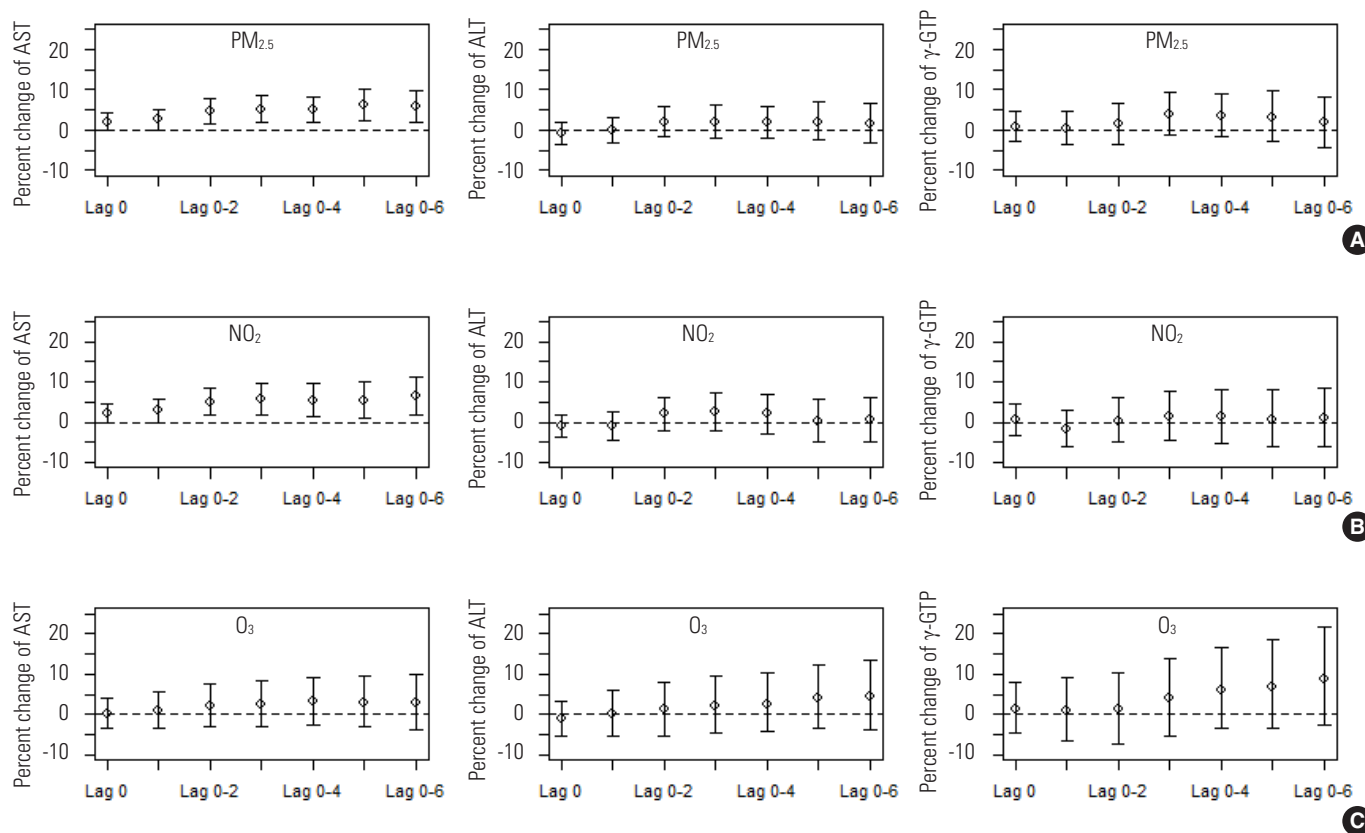 Percent change of AST
PM2.5
20
10
0
-10
Lag 0 Lag 0-2 Lag 0-4 Lag 0-6
Percent change of ALT
PM2.5
20
10
0
-10
Lag 0 Lag 0-2 Lag 0-4 Lag 0-6
Percent change of γ-GTP
PM2.5
20
10
0
-10
Lag 0 Lag 0-2 Lag 0-4 Lag 0-6
A
Percent change of AST
NO2
20
10
0
-10
Lag 0 Lag 0-2 Lag 0-4 Lag 0-6
Percent change of ALT
NO2
20
10
0
-10
Lag 0 Lag 0-2 Lag 0-4 Lag 0-6
Percent change of γ-GTP
NO2
20
10
0
-10
Lag 0 Lag 0-2 Lag 0-4 Lag 0-6
B
Percent change of AST
O3
20
10
0
-10
Lag 0 Lag 0-2 Lag 0-4 Lag 0-6
Percent change of ALT
O3
20
10
0
-10
Lag 0 Lag 0-2 Lag 0-4 Lag 0-6
Percent change of γ-GTP
O3
20
10
0
-10
Lag 0 Lag 0-2 Lag 0-4 Lag 0-6
C